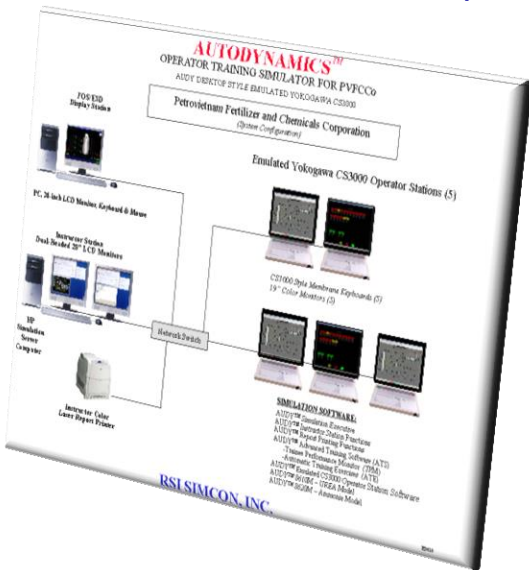 AUTODYNAMICS™
OPERATOR TRAINING SIMULATOR FOR PVFCCo
AUDY DESKTOP STYLE EMULATED YOKOGAWA CS3000
Petrovietnam Fertilizer and Chemicals Corporation
(System Configuration)
FOS/ESD
Display Station
PC, 20-inch LCD Monitor, Keyboard & Mouse
Instructor Station
Dual-Headed 20" LCD Monitors
HP
Simulation
Server
Computer
Instructor Color
Laser Report Printer
Network Switch
Emulated Yokogawa CS3000 Operator Stations (5)
CS3000 Style Membrane Keyboards (5)
19" Color Monitors (5)
SIMULATION SOFTWARE:
AUDY™ Simulation Executive
AUDY™ Instructor Station Functions
AUDY™ Report Printing Functions
AUDY™ Advanced Training Software (ATS)
-Trainee Performance Monitor (TPM)
-Automatic Training Exercises (ATE)
AUDY™ Emulated CS3000 Operator Station Software
AUDY™ - UREA Model
AUDY™ - Ammonia Model
RSI SIMCON, INC.